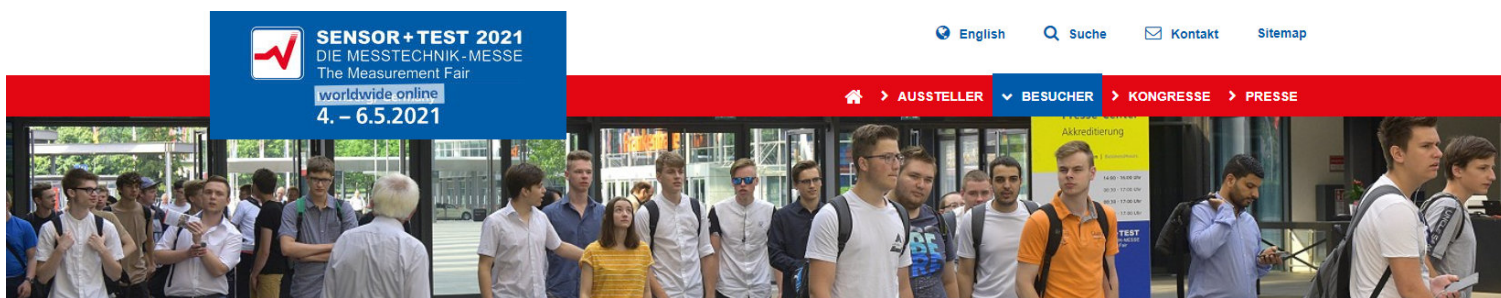 SENSOR+TEST 2021
DIE MESSTECHNIK-MESSE
The Measurement Fair
worldwide online
4. – 6.5.2021
English
Suche
Kontakt
Sitemap
AUSSTELLER
BESUCHER
KONGRESSE
PRESSE
Akkreditierung